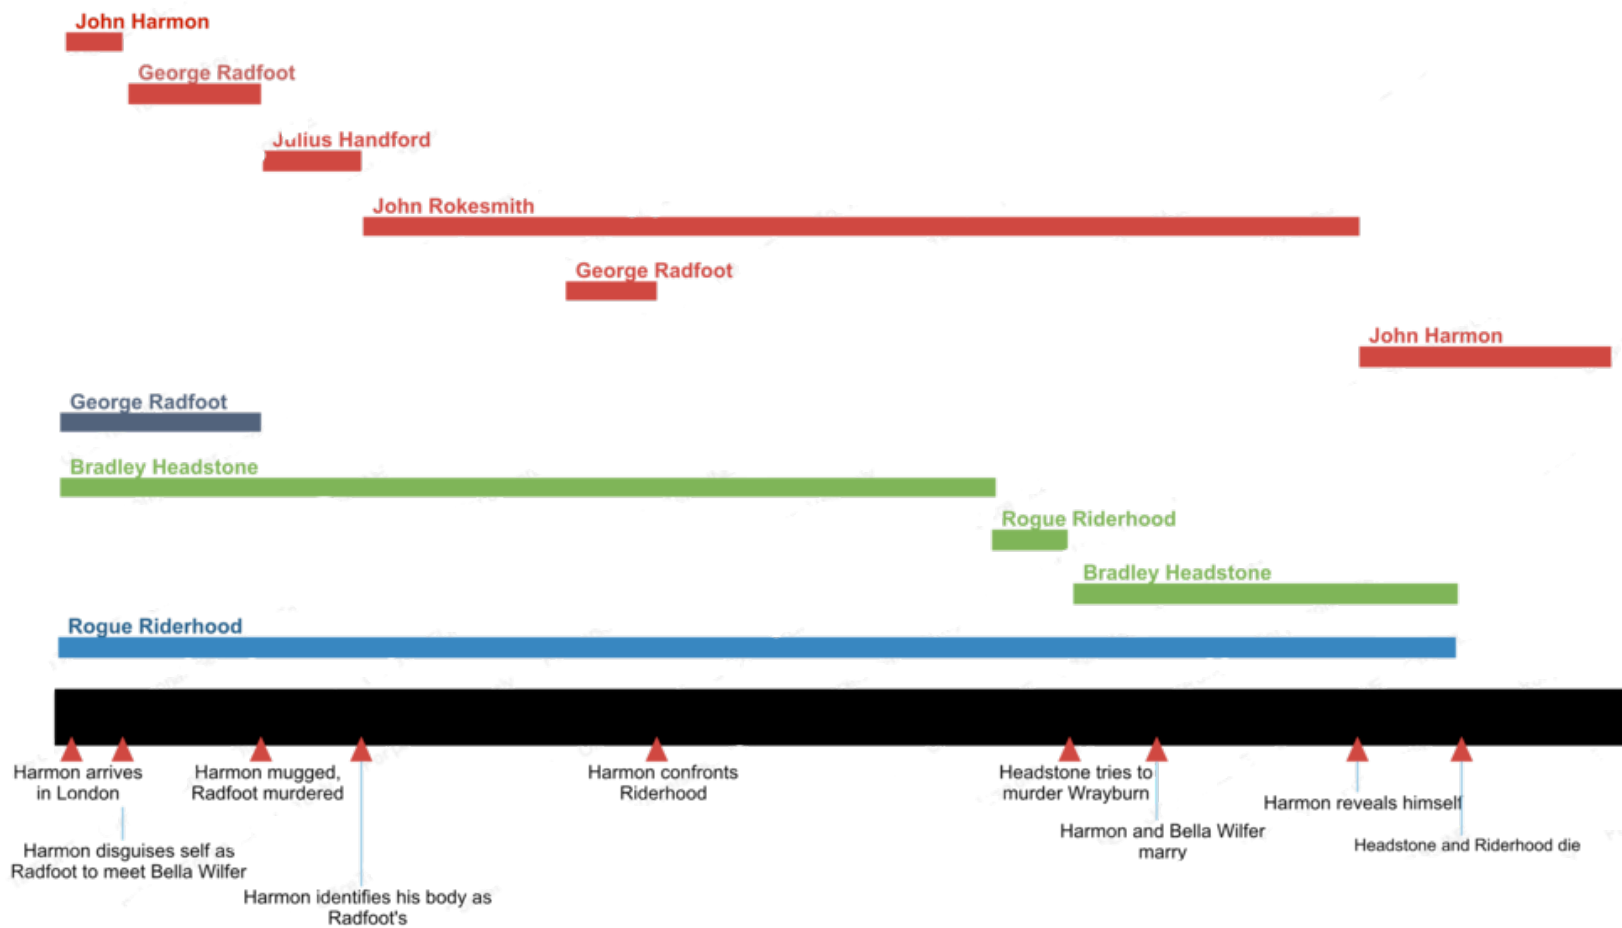 John Harmon
George Radfoot
Julius Handford
John Rokesmith
George Radfoot
John Harmon
George Radfoot
Bradley Headstone
Rogue Riderhood
Bradley Headstone
Rogue Riderhood
Harmon arrives
in London
Harmon mugged,
Radfoot murdered
Harmon confronts
Riderhood
Headstone tries to
murder Wrayburn
Harmon reveals himself
Harmon and Bella Wilfer
marry
Headstone and Riderhood die
Harmon disguises self as
Radfoot to meet Bella Wilfer
Harmon identifies his body as
Radfoot's